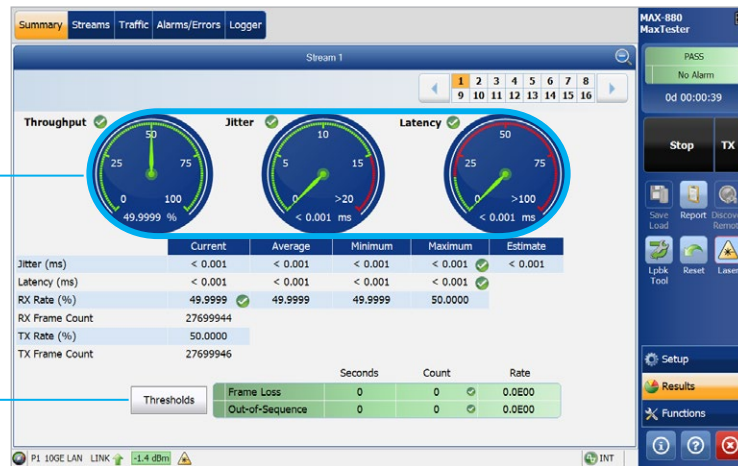 Summary Streams Traffic Alarms/Errors Logger
Stream 1
1 2 3 4 5 6 7 8
9 10 11 12 13 14 15 16
Throughput
0 25 50 75 100
49.9999 %
Jitter
0 5 10 15 >20
< 0.001 ms
Latency
0 25 50 75 >100
< 0.001 ms
Current Average Minimum Maximum Estimate
Jitter (ms) < 0.001 < 0.001 < 0.001 < 0.001 < 0.001
Latency (ms) < 0.001 < 0.001 < 0.001 < 0.001
RX Rate (%) 49.9999 49.9999 49.9999 50.0000
RX Frame Count 27699944
TX Rate (%) 50.0000
TX Frame Count 27699946
Seconds Count Rate
Thresholds
Frame Loss 0 0 0.0E00
Out-of-Sequence 0 0 0.0E00
P1 10GE LAN LINK -1.4 dBm INT
MAX-880
MaxTester
PASS
No Alarm
0d 00:00:39
Stop TX
Save Load
Report
Discov
Remot
Lpbk Tool
Reset
Laser
Setup
Results
Functions